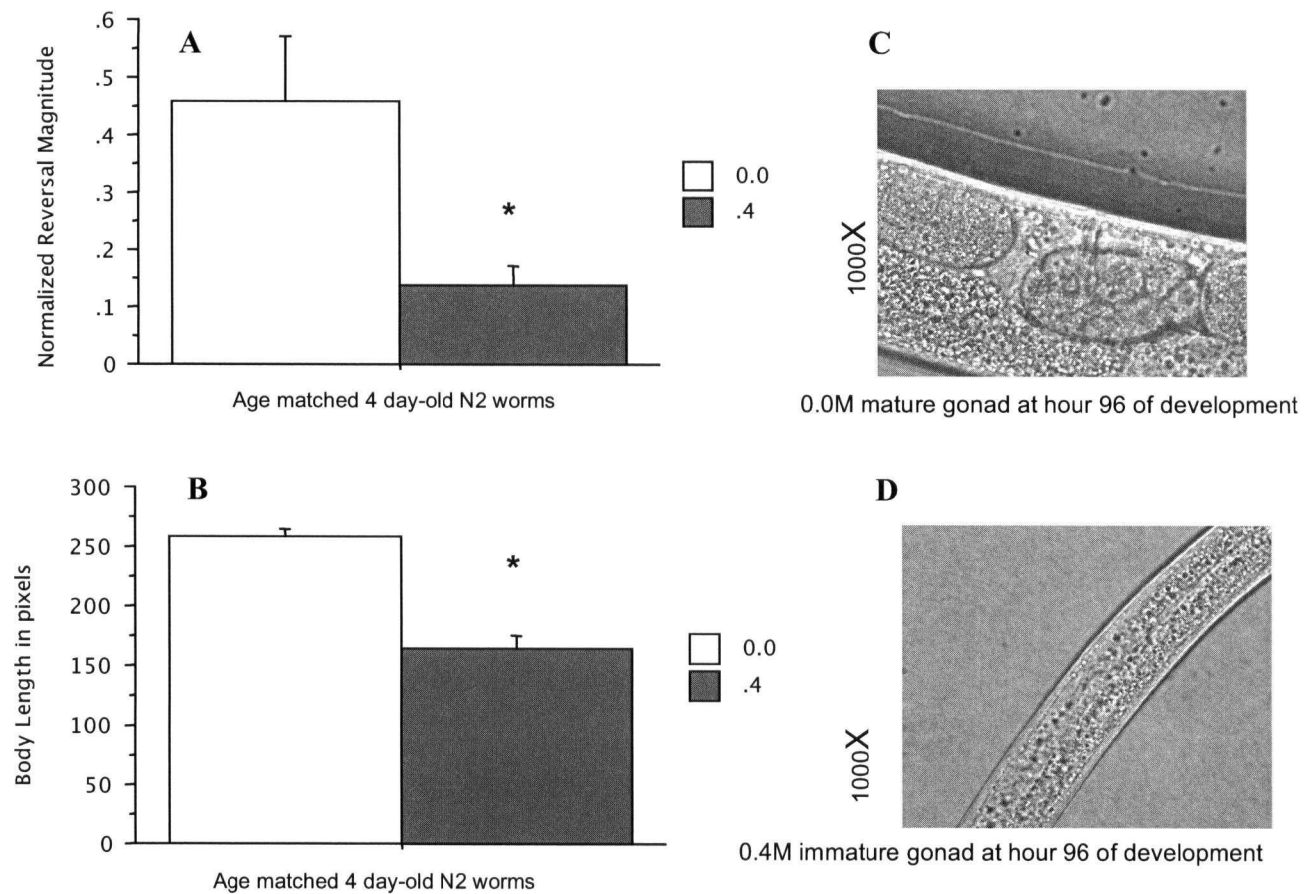 A
Normalized Reversal Magnitude
.6
.5
.4
.3
.2
.1
0
*
0.0
.4
Age matched 4 day-old N2 worms
B
Body Length in pixels
300
250
200
150
100
50
0
*
0.0
.4
Age matched 4 day-old N2 worms
C
1000X
0.0M mature gonad at hour 96 of development
D
1000X
0.4M immature gonad at hour 96 of development